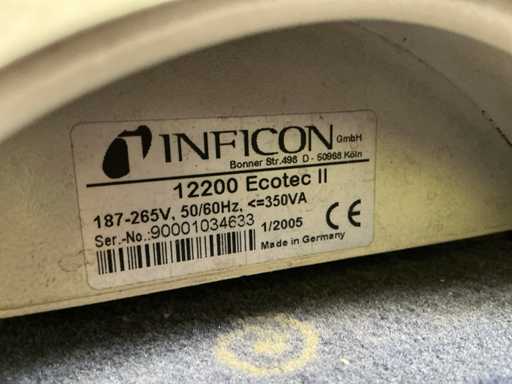 INFICON GmbH
Bonner Str.498 D - 50968 Köln
12200 Ecotec II
187-265V, 50/60Hz, <=350VA
Ser.-No.:90001034633 1/2005 CE
Made in Germany